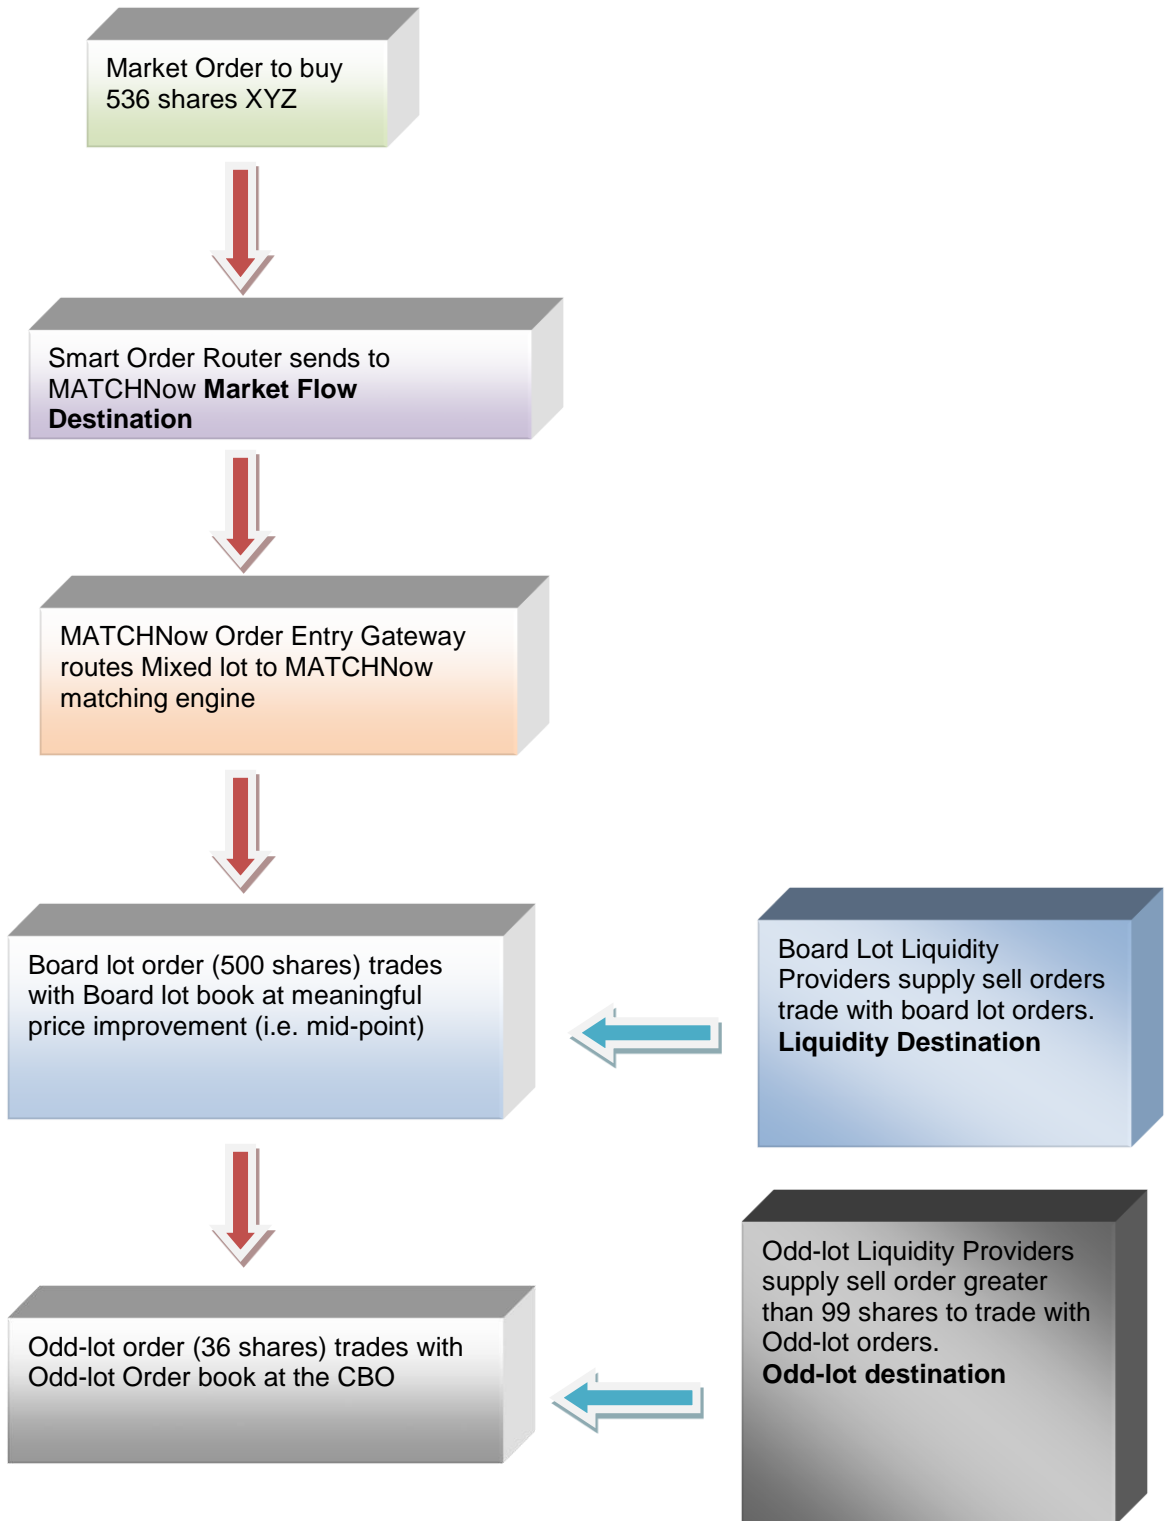 Market Order to buy
536 shares XYZ
Smart Order Router sends to
MATCHNow Market Flow
Destination
MATCHNow Order Entry Gateway
routes Mixed lot to MATCHNow
matching engine
Board lot order (500 shares) trades
with Board lot book at meaningful
price improvement (i.e. mid-point)
Board Lot Liquidity
Providers supply sell orders
trade with board lot orders.
Liquidity Destination
Odd-lot order (36 shares) trades with
Odd-lot Order book at the CBO
Odd-lot Liquidity Providers
supply sell order greater
than 99 shares to trade with
Odd-lot orders.
Odd-lot destination